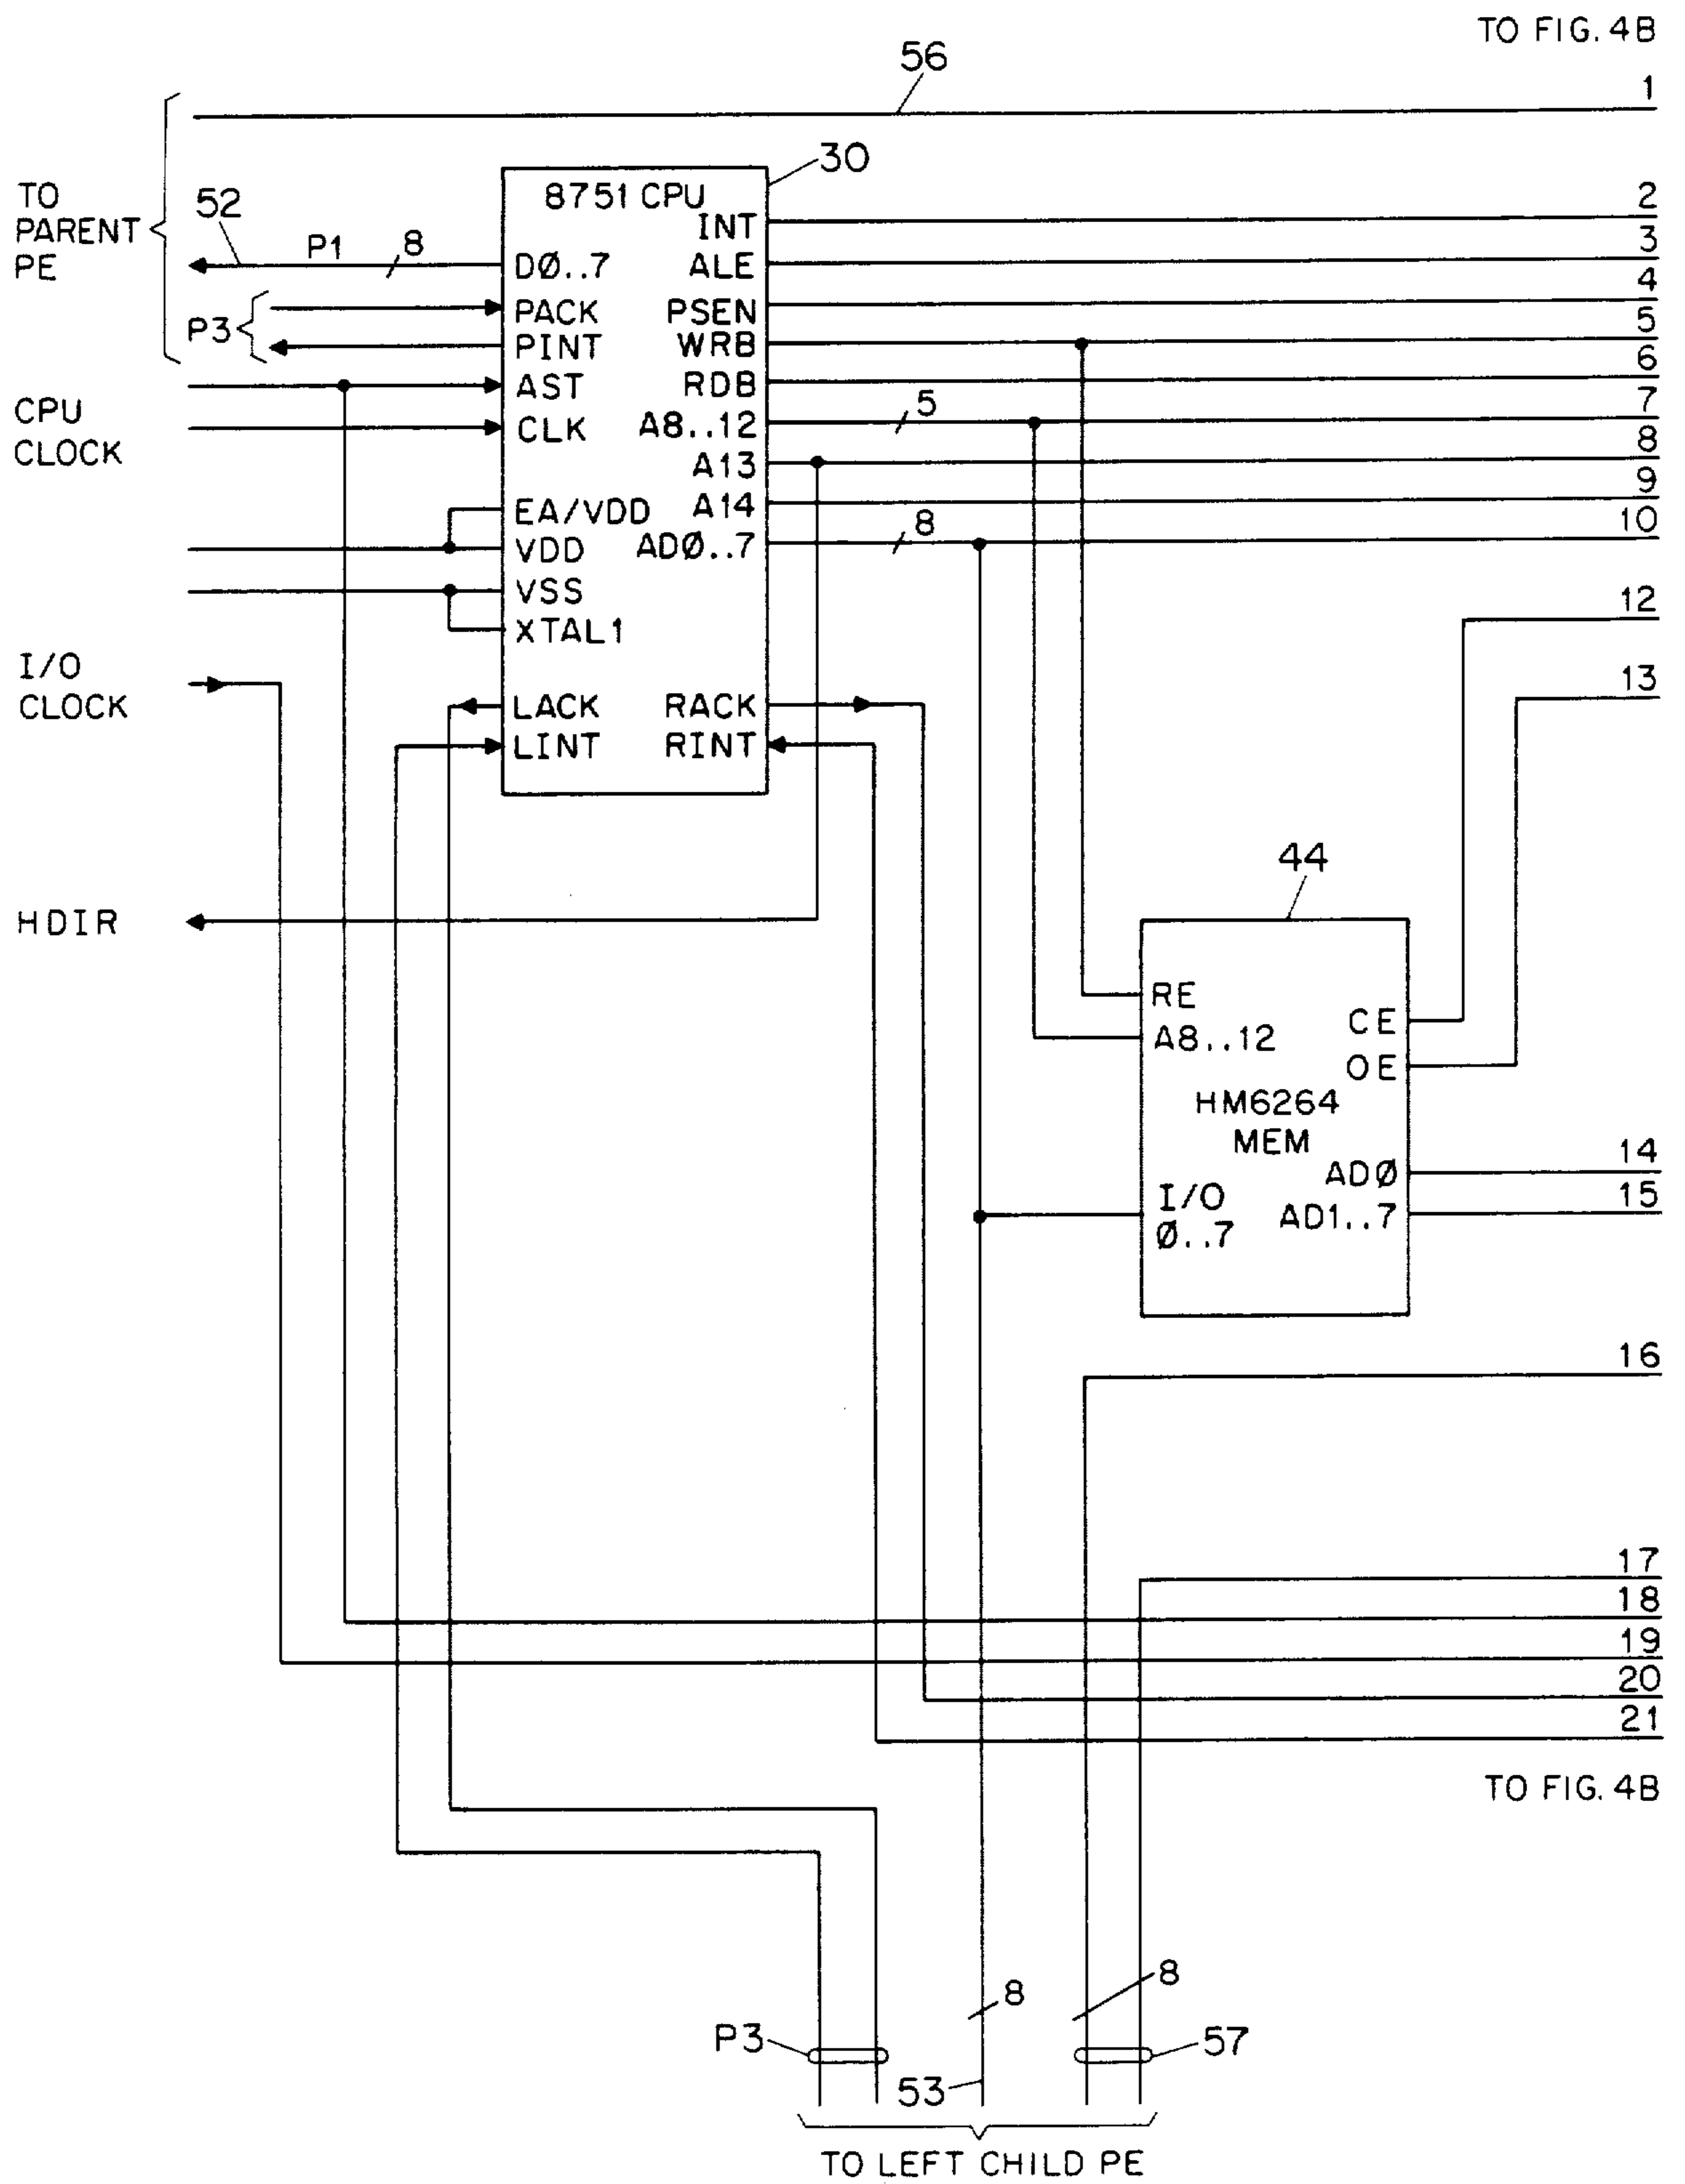 TO FIG. 4B
56
1
30
TO
PARENT
PE
52
P1
8
P3
8751 CPU
INT
2
DØ..7
ALE
3
PACK
PSEN
4
PINT
WRB
5
AST
RDB
6
CPU
CLOCK
CLK
A8..12
5
7
A13
8
EA/VDD
A14
9
VDD
ADØ..7
8
10
VSS
XTAL1
12
I/O
CLOCK
13
LACK
RACK
LINT
RINT
44
HDIR
RE
CE
A8..12
OE
HM6264
MEM
ADØ
14
I/O
Ø..7
AD1..7
15
16
17
18
19
20
21
TO FIG. 4B
8
8
P3
57
53
TO LEFT CHILD PE